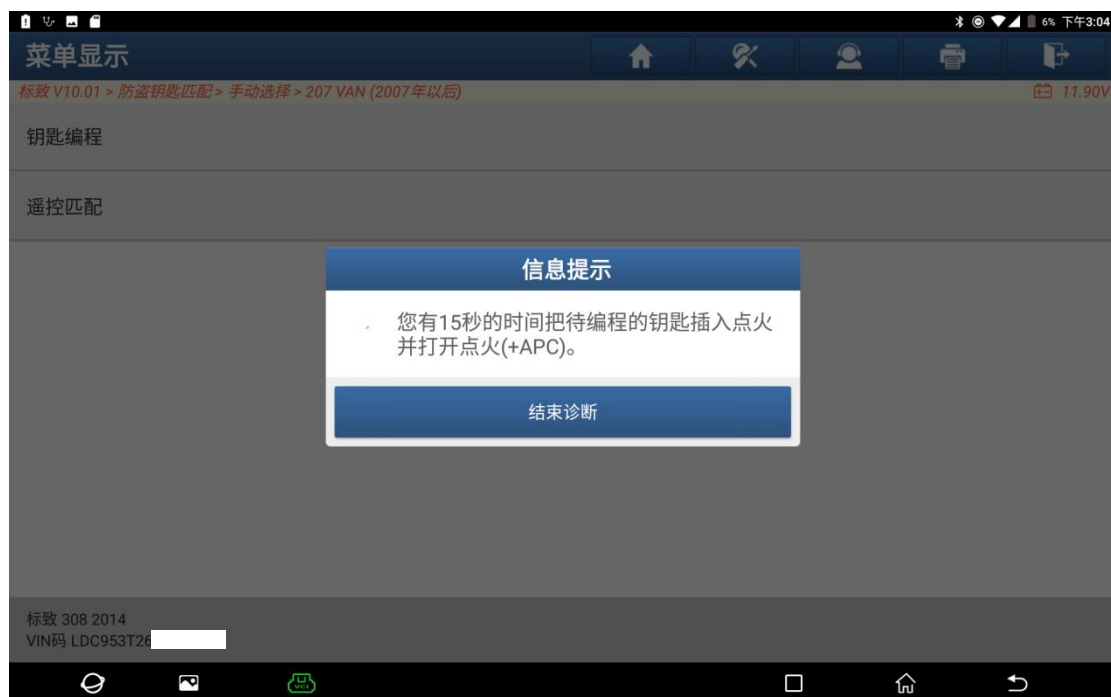 6% 下午3:04
菜单显示
标致 V10.01 > 防盗钥匙匹配 > 手动选择 > 207 VAN (2007年以后)
11.90V
钥匙编程
遥控匹配
信息提示
您有15秒的时间把待编程的钥匙插入点火
并打开点火(+APC)。
结束诊断
标致 308 2014
VIN码 LDC953T26
VCI